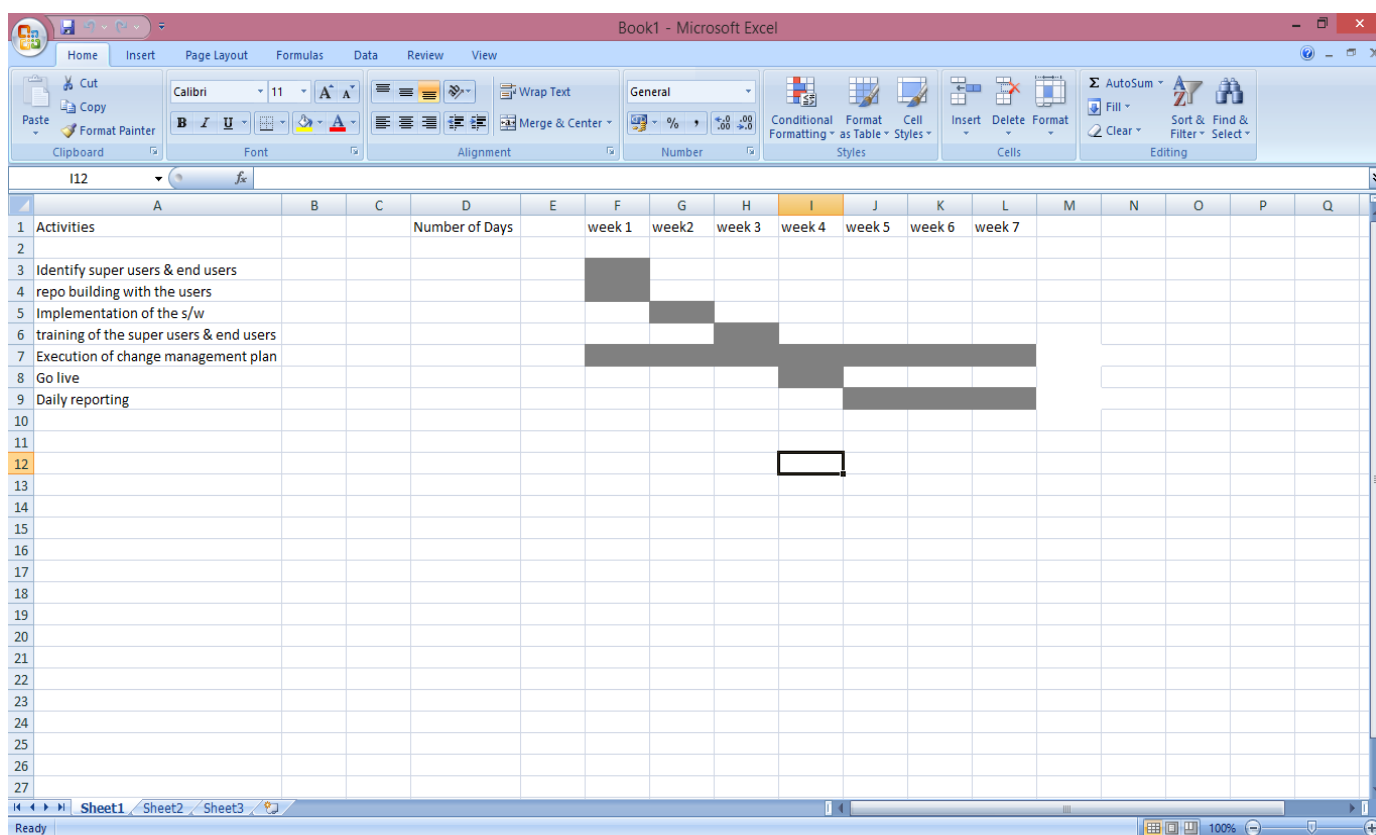 Book1 - Microsoft Excel
Home Insert Page Layout Formulas Data Review View
Paste
Cut
Copy
Format Painter
Clipboard
Calibri 11 A A
B I U A
Font
Wrap Text
Merge & Center
Alignment
General
% , .0 .00 .00 .0
Number
Conditional Formatting
Format as Table
Cell Styles
Styles
Insert Delete Format
Cells
Σ AutoSum
Fill
Clear
Sort & Filter
Find & Select
Editing
I12 fx
A B C D E F G H I J K L M N O P Q
1 Activities Number of Days week 1 week2 week 3 week 4 week 5 week 6 week 7
2
3 Identify super users & end users
4 repo building with the users
5 Implementation of the s/w
6 training of the super users & end users
7 Execution of change management plan
8 Go live
9 Daily reporting
10
11
12
13
14
15
16
17
18
19
20
21
22
23
24
25
26
27
Sheet1 Sheet2 Sheet3
Ready 100%